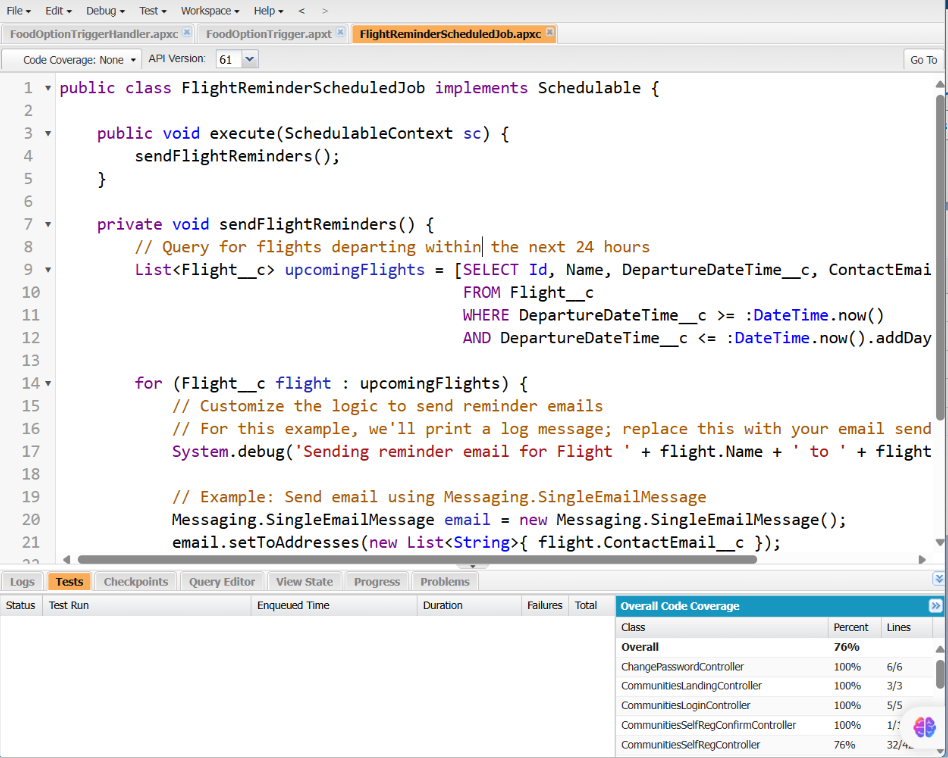 File Edit Debug Test Workspace Help < >
FoodOptionTriggerHandler.apxc FoodOptionTrigger.apxt FlightReminderScheduledJob.apxc
Code Coverage: None API Version: 61 Go To
1 public class FlightReminderScheduledJob implements Schedulable {
2
3 public void execute(SchedulableContext sc) {
4 sendFlightReminders();
5 }
6
7 private void sendFlightReminders() {
8 // Query for flights departing within the next 24 hours
9 List<Flight__c> upcomingFlights = [SELECT Id, Name, DepartureDateTime__c, ContactEmai
10 FROM Flight__c
11 WHERE DepartureDateTime__c >= :DateTime.now()
12 AND DepartureDateTime__c <= :DateTime.now().addDay
13
14 for (Flight__c flight : upcomingFlights) {
15 // Customize the logic to send reminder emails
16 // For this example, we'll print a log message; replace this with your email send
17 System.debug('Sending reminder email for Flight ' + flight.Name + ' to ' + flight
18
19 // Example: Send email using Messaging.SingleEmailMessage
20 Messaging.SingleEmailMessage email = new Messaging.SingleEmailMessage();
21 email.setToAddresses(new List<String>{ flight.ContactEmail__c });
Logs Tests Checkpoints Query Editor View State Progress Problems
Status Test Run Enqueued Time Duration Failures Total Overall Code Coverage
Class Percent Lines
Overall 76%
ChangePasswordController 100% 6/6
CommunitiesLandingController 100% 3/3
CommunitiesLoginController 100% 5/5
CommunitiesSelfRegConfirmController 100%
CommunitiesSelfRegController 76%